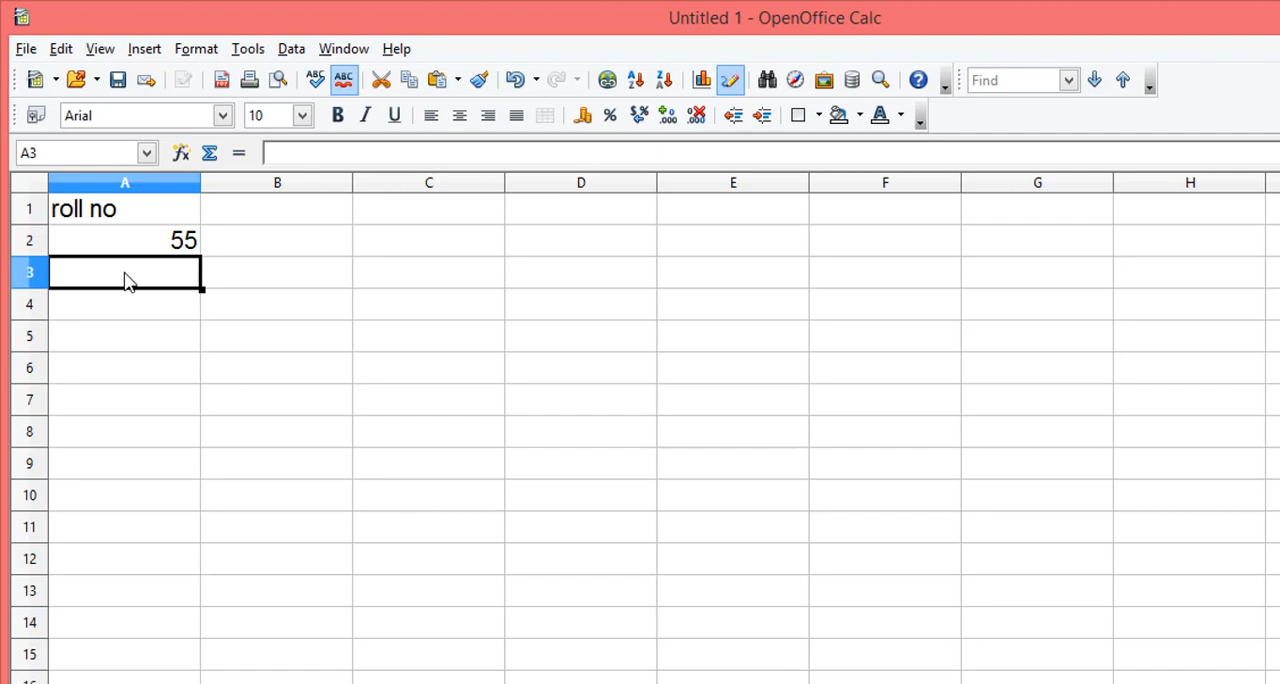 Untitled 1 - OpenOffice Calc
File Edit View Insert Format Tools Data Window Help
Find
Arial 10 B I U
A3
A B C D E F G H
1 roll no
2 55
3
4
5
6
7
8
9
10
11
12
13
14
15